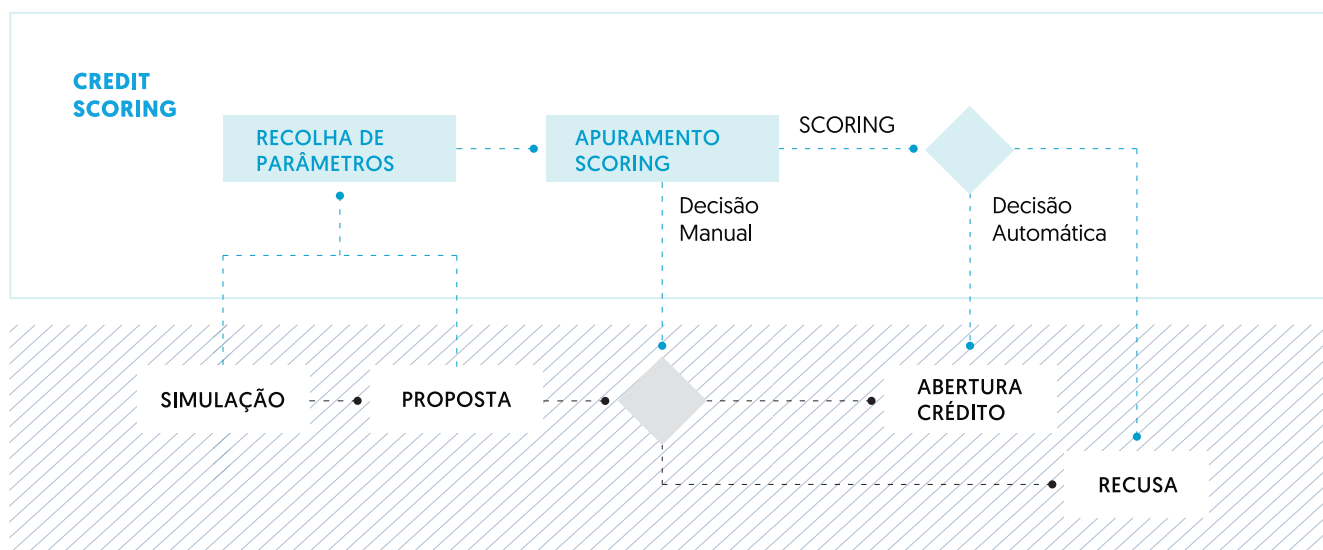 CREDIT
SCORING
RECOLHA DE
PARÂMETROS
APURAMENTO
SCORING
SCORING
Decisão
Manual
Decisão
Automática
SIMULAÇÃO
PROPOSTA
ABERTURA
CRÉDITO
RECUSA